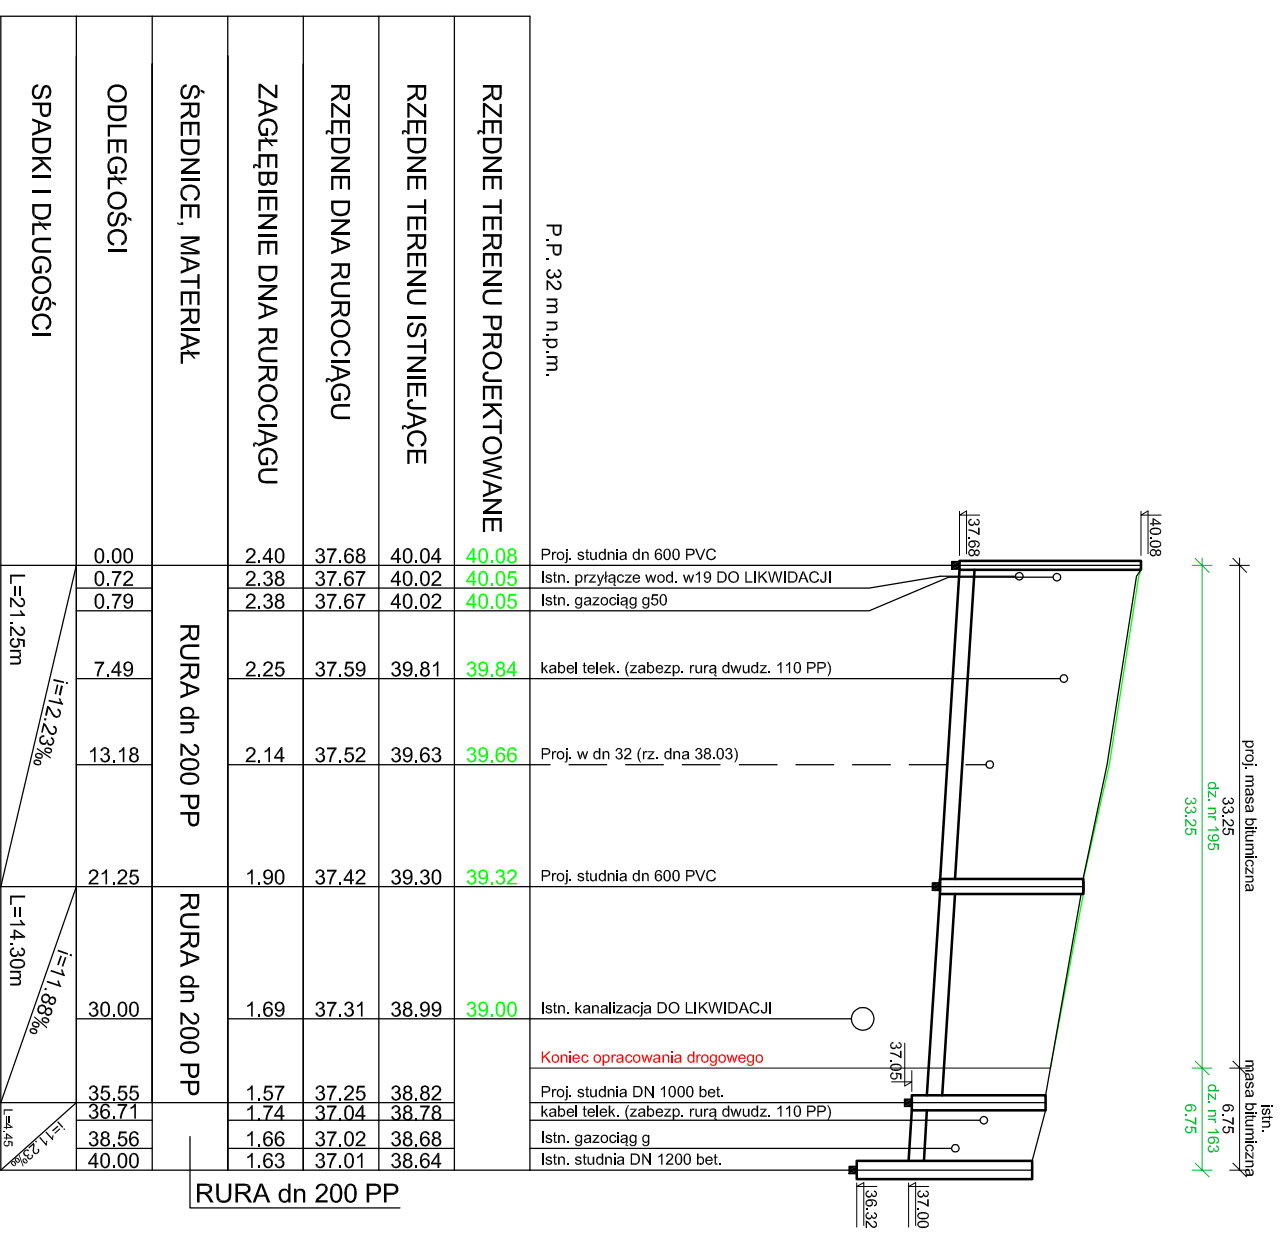 P.P. 32 m n.p.m.
RZĘDNE TERENU PROJEKTOWANE
RZĘDNE TERENU ISTNIEJĄCE
RZĘDNE DNA RUROCIĄGU
ZAGŁĘBIENIE DNA RUROCIĄGU
ŚREDNICE, MATERIAŁ
ODLEGŁOŚCI
SPADKI I DŁUGOŚCI
0.00 2.40 37.68 40.04 40.08 Proj. studnia dn 600 PVC
0.72 2.38 37.67 40.02 40.05 Istn. przyłącze wod. w19 DO LIKWIDACJI
0.79 2.38 37.67 40.02 40.05 Istn. gazociąg g50
7.49 2.25 37.59 39.81 39.84 kabel telek. (zabezp. rurą dwudz. 110 PP)
13.18 2.14 37.52 39.63 39.66 Proj. w dn 32 (rz. dna 38.03)
21.25 1.90 37.42 39.30 39.32 Proj. studnia dn 600 PVC
30.00 1.69 37.31 38.99 39.00 Istn. kanalizacja DO LIKWIDACJI
Koniec opracowania drogowego
35.55 1.57 37.25 38.82 Proj. studnia DN 1000 bet.
36.71 1.74 37.04 38.78 kabel telek. (zabezp. rurą dwudz. 110 PP)
38.56 1.66 37.02 38.68 Istn. gazociąg g
40.00 1.63 37.01 38.64 Istn. studnia DN 1200 bet.
RURA dn 200 PP
RURA dn 200 PP
RURA dn 200 PP
L=21.25m
i=12.23‰
L=14.30m
i=11.88‰
L=4.45
i=11.23‰
40.08
37.68
37.05
37.00
36.32
proj. masa bitumiczna
33.25
dz. nr 195
33.25
istn.
masa bitumiczna
6.75
dz. nr 163
6.75